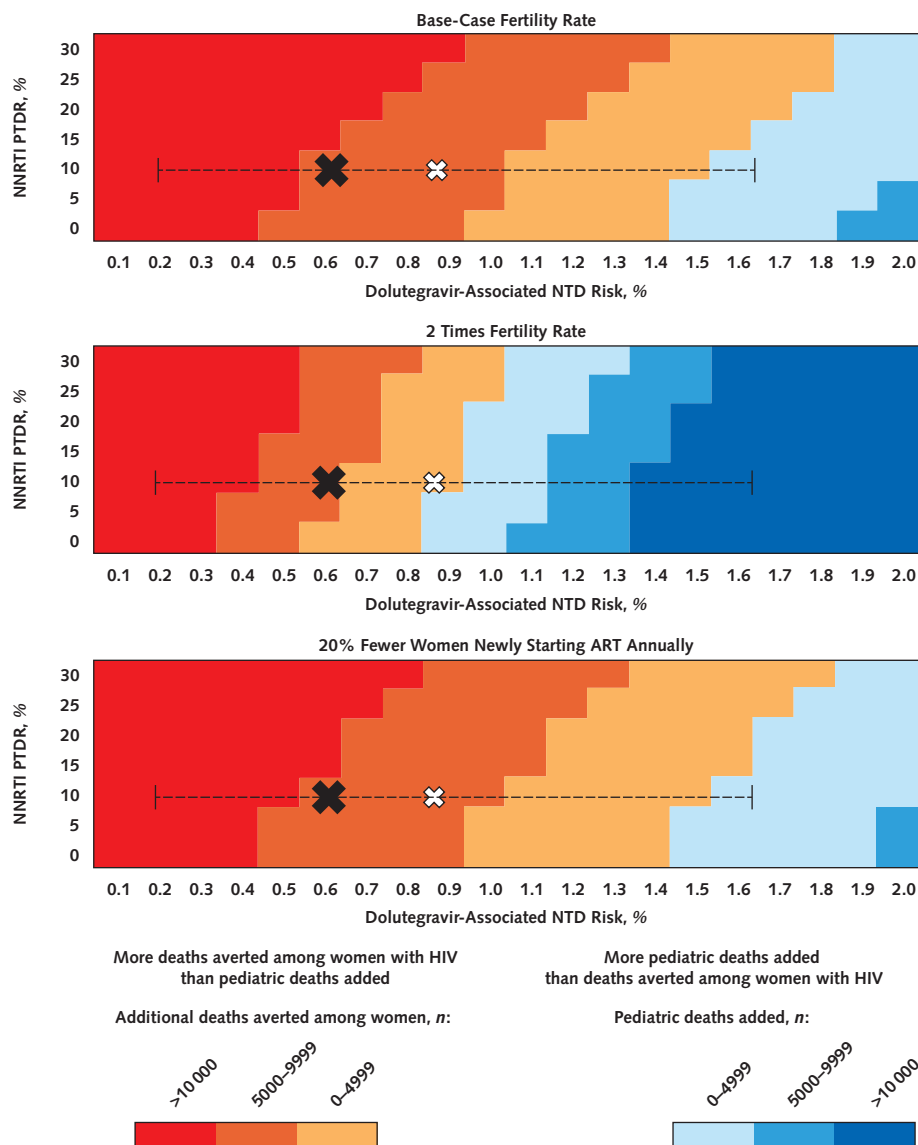 Base-Case Fertility Rate
NNRTI PTDR, %
30
25
20
15
10
5
0
0.1 0.2 0.3 0.4 0.5 0.6 0.7 0.8 0.9 1.0 1.1 1.2 1.3 1.4 1.5 1.6 1.7 1.8 1.9 2.0
Dolutegravir-Associated NTD Risk, %
2 Times Fertility Rate
NNRTI PTDR, %
30
25
20
15
10
5
0
0.1 0.2 0.3 0.4 0.5 0.6 0.7 0.8 0.9 1.0 1.1 1.2 1.3 1.4 1.5 1.6 1.7 1.8 1.9 2.0
Dolutegravir-Associated NTD Risk, %
20% Fewer Women Newly Starting ART Annually
NNRTI PTDR, %
30
25
20
15
10
5
0
0.1 0.2 0.3 0.4 0.5 0.6 0.7 0.8 0.9 1.0 1.1 1.2 1.3 1.4 1.5 1.6 1.7 1.8 1.9 2.0
Dolutegravir-Associated NTD Risk, %
More deaths averted among women with HIV
than pediatric deaths added
Additional deaths averted among women, n:
>10 000
5000–9999
0–4999
More pediatric deaths added
than deaths averted among women with HIV
Pediatric deaths added, n:
0–4999
5000–9999
>10 000